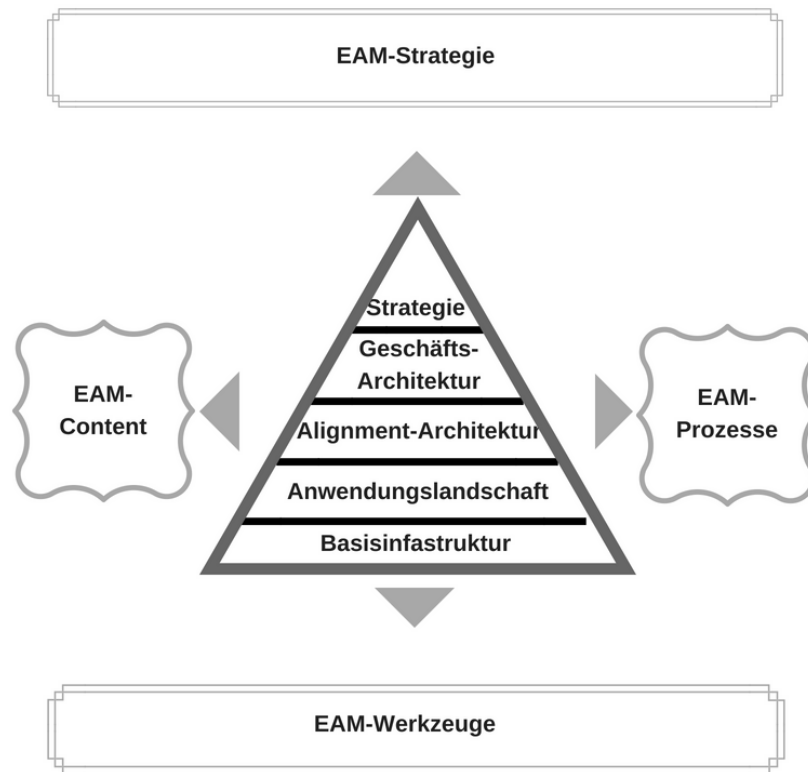 EAM-Strategie
Strategie
Geschäfts-
Architektur
EAM-
Content
Alignment-Architektur
EAM-
Prozesse
Anwendungslandschaft
Basisinfastruktur
EAM-Werkzeuge